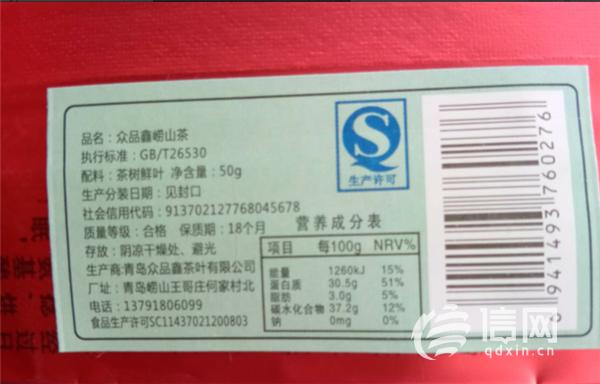 品名：众品鑫崂山茶
执行标准：GB/T26530
配料：茶树鲜叶 净含量：50g
生产分装日期：见封口
社会信用代码：913702127768045678
质量等级：合格 保质期：18个月
存放：阴凉干燥处、避光
生产商：青岛众品鑫茶叶有限公司
厂址：青岛崂山王哥庄何家村北
电话：13791806099
食品生产许可SC11437021200803
生产许可
营养成分表
项目 每100g NRV%
能量 1260kJ 15%
蛋白质 30.5g 51%
脂肪 3.0g 5%
碳水化合物 37.2g 12%
钠 0mg 0%
6 941493 760276
信网
qdxin.cn